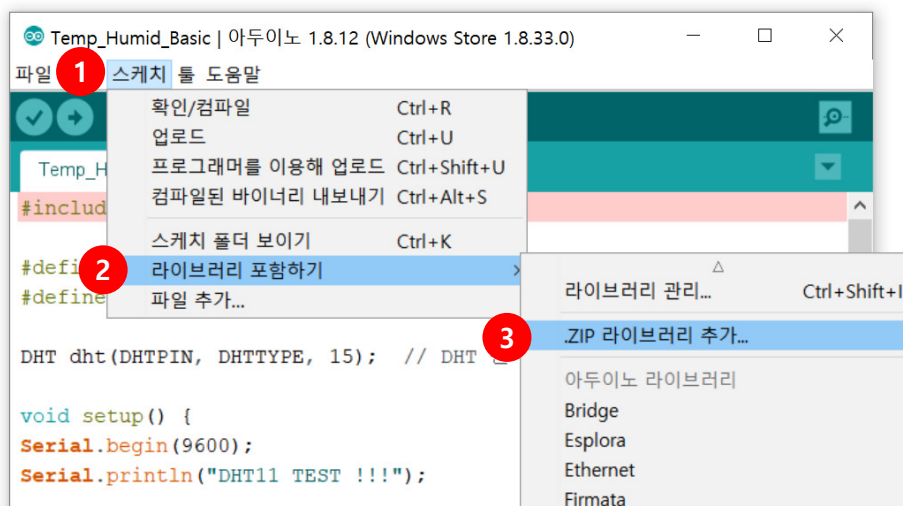 Temp_Humid_Basic | 아두이노 1.8.12 (Windows Store 1.8.33.0)
파일 1 스케치 툴 도움말
확인/컴파일 Ctrl+R
업로드 Ctrl+U
프로그래머를 이용해 업로드 Ctrl+Shift+U
컴파일된 바이너리 내보내기 Ctrl+Alt+S
스케치 폴더 보이기 Ctrl+K
2 라이브러리 포함하기
파일 추가...
라이브러리 관리... Ctrl+Shift+I
3 .ZIP 라이브러리 추가...
아두이노 라이브러리
Bridge
Esplora
Ethernet
Firmata
Temp_H
#includ
#defi
#define
DHT dht(DHTPIN, DHTTYPE, 15); // DHT
void setup() {
Serial.begin(9600);
Serial.println("DHT11 TEST !!!");